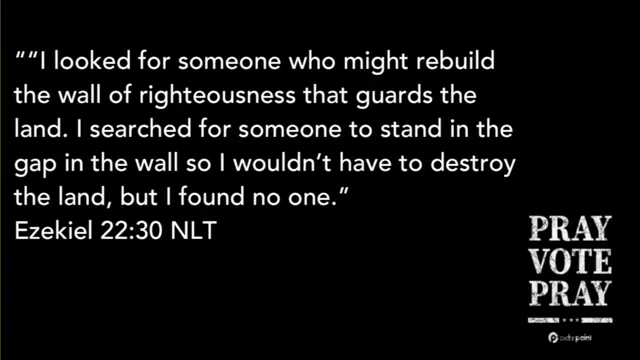 ““I looked for someone who might rebuild
the wall of righteousness that guards the
land. I searched for someone to stand in the
gap in the wall so I wouldn’t have to destroy
the land, but I found no one.”
Ezekiel 22:30 NLT
PRAY
VOTE
PRAY
cedarpoint